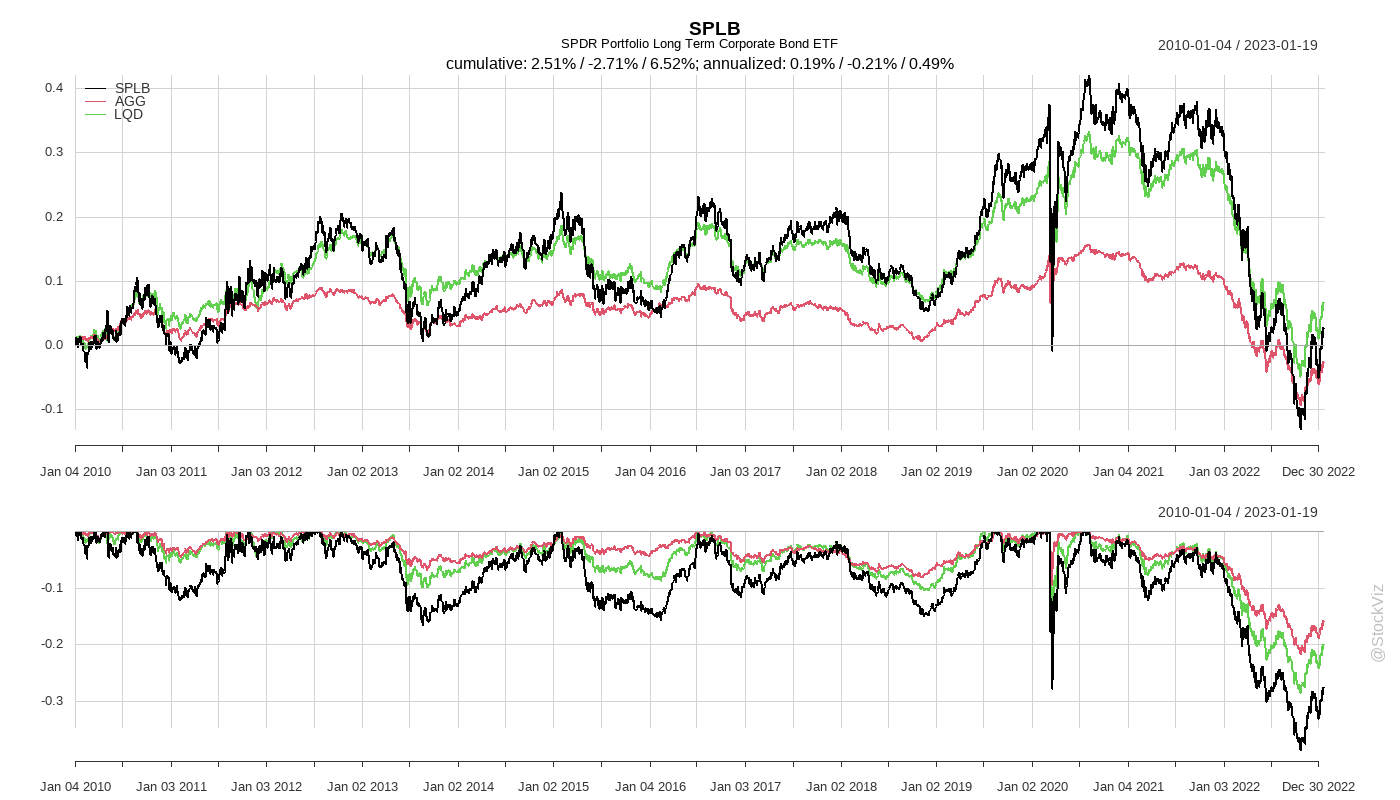 SPLB
SPDR Portfolio Long Term Corporate Bond ETF
2010-01-04 / 2023-01-19
cumulative: 2.51% / -2.71% / 6.52%; annualized: 0.19% / -0.21% / 0.49%
0.4
0.3
0.2
0.1
0.0
-0.1
SPLB
AGG
LQD
Jan 04 2010 Jan 03 2011 Jan 03 2012 Jan 02 2013 Jan 02 2014 Jan 02 2015 Jan 04 2016 Jan 03 2017 Jan 02 2018 Jan 02 2019 Jan 02 2020 Jan 04 2021 Jan 03 2022 Dec 30 2022
2010-01-04 / 2023-01-19
-0.1
-0.2
-0.3
Jan 04 2010 Jan 03 2011 Jan 03 2012 Jan 02 2013 Jan 02 2014 Jan 02 2015 Jan 04 2016 Jan 03 2017 Jan 02 2018 Jan 02 2019 Jan 02 2020 Jan 04 2021 Jan 03 2022 Dec 30 2022
@StockViz